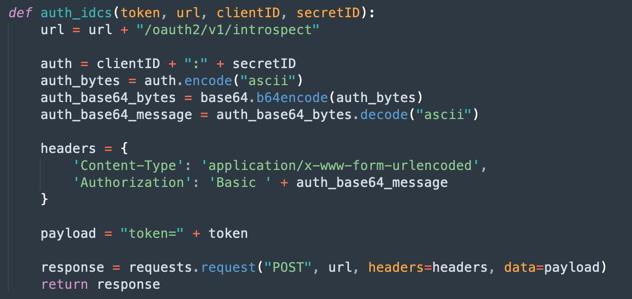 def auth_idcs(token, url, clientID, secretID):
    url = url + "/oauth2/v1/introspect"

    auth = clientID + ":" + secretID
    auth_bytes = auth.encode("ascii")
    auth_base64_bytes = base64.b64encode(auth_bytes)
    auth_base64_message = auth_base64_bytes.decode("ascii")

    headers = {
        'Content-Type': 'application/x-www-form-urlencoded',
        'Authorization': 'Basic ' + auth_base64_message
    }

    payload = "token=" + token

    response = requests.request("POST", url, headers=headers, data=payload)
    return response